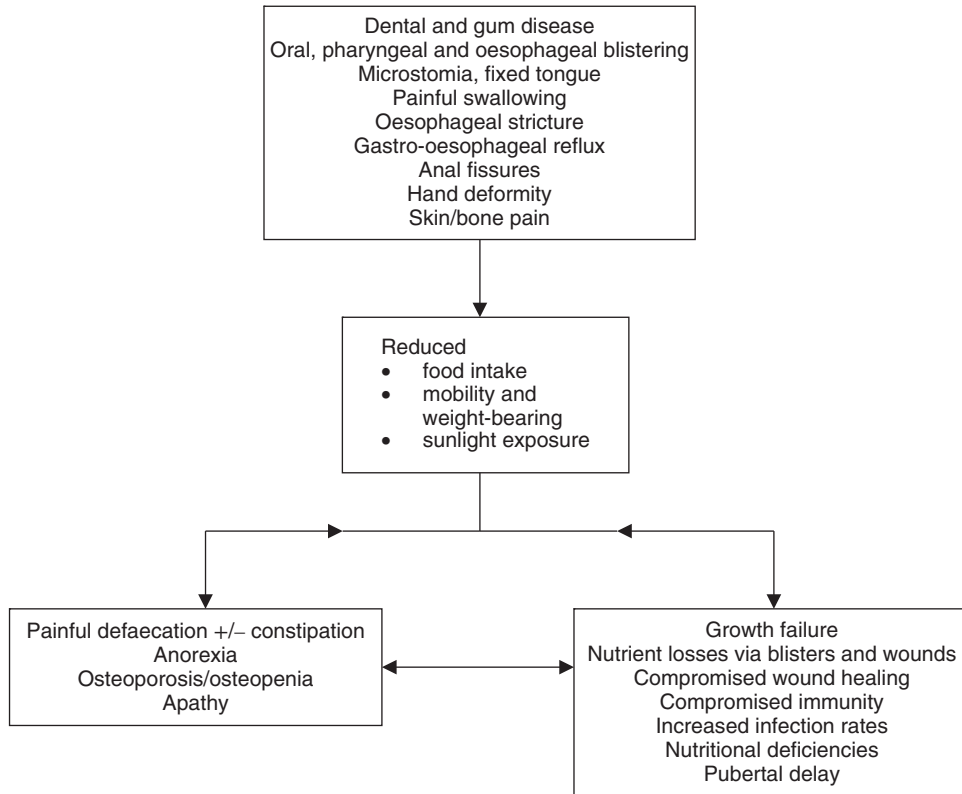 Dental and gum disease
Oral, pharyngeal and oesophageal blistering
Microstomia, fixed tongue
Painful swallowing
Oesophageal stricture
Gastro-oesophageal reflux
Anal fissures
Hand deformity
Skin/bone pain
Reduced
• food intake
• mobility and
weight-bearing
• sunlight exposure
Painful defaecation +/– constipation
Anorexia
Osteoporosis/osteopenia
Apathy
Growth failure
Nutrient losses via blisters and wounds
Compromised wound healing
Compromised immunity
Increased infection rates
Nutritional deficiencies
Pubertal delay